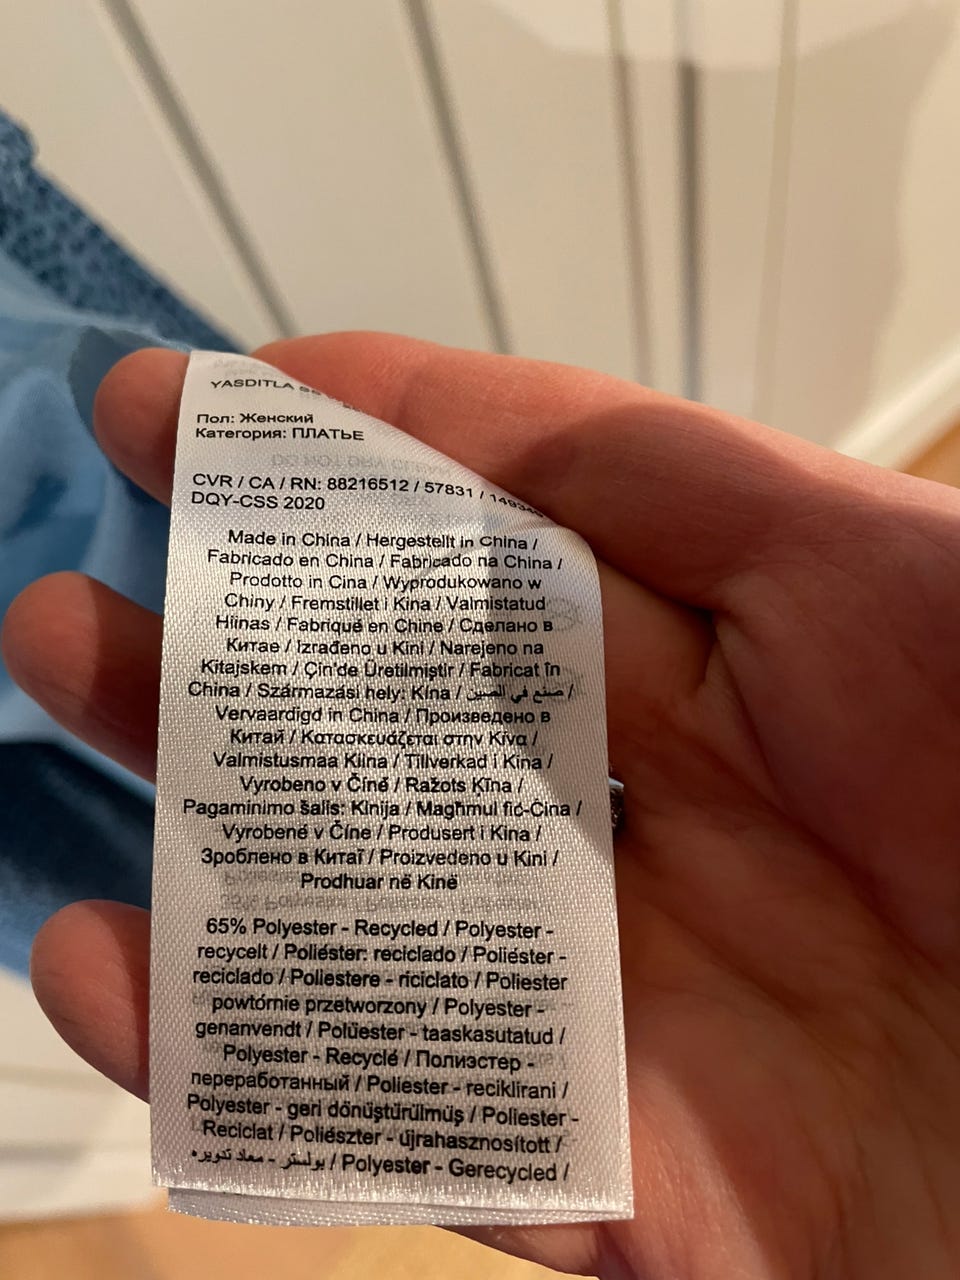 YASDITLA
Пол: Женский
Категория: ПЛАТЬЕ
CVR / CA / RN: 88216512 / 57831 /
DQY-CSS 2020
Made in China / Hergestellt in China /
Fabricado en China / Fabricado na China /
Prodotto in Cina / Wyprodukowano w
Chiny / Fremstillet i Kina / Valmistatud
Hiinas / Fabriqué en Chine / Сделано в
Китае / Izrađeno u Kini / Narejeno na
Kitajskem / Çin'de Üretilmiştir / Fabricat în
China / Származási hely: Kína / صنع في الصين /
Vervaardigd in China / Произведено в
Китай / Κατασκευάζεται στην Κίνα /
Valmistusmaa Kiina / Tillverkad i Kina /
Vyrobeno v Číně / Ražots Ķīna /
Pagaminimo šalis: Kinija / Magħmul fiċ-Ċina /
Vyrobené v Číne / Produsert i Kina /
Зроблено в Китаї / Proizvedeno u Kini /
Prodhuar në Kinë
65% Polyester - Recycled / Polyester -
recycelt / Poliéster: reciclado / Poliéster -
reciclado / Poliestere - riciclato / Poliester
powtórnie przetworzony / Polyester -
genanvendt / Polüester - taaskasutatud /
Polyester - Recyclé / Полиэстер -
переработанный / Poliester - reciklirani /
Polyester - geri dönüştürülmüş / Poliester -
Reciclat / Poliészter - újrahasznosított /
بولستر - معاد تدويره / Polyester - Gerecycled /